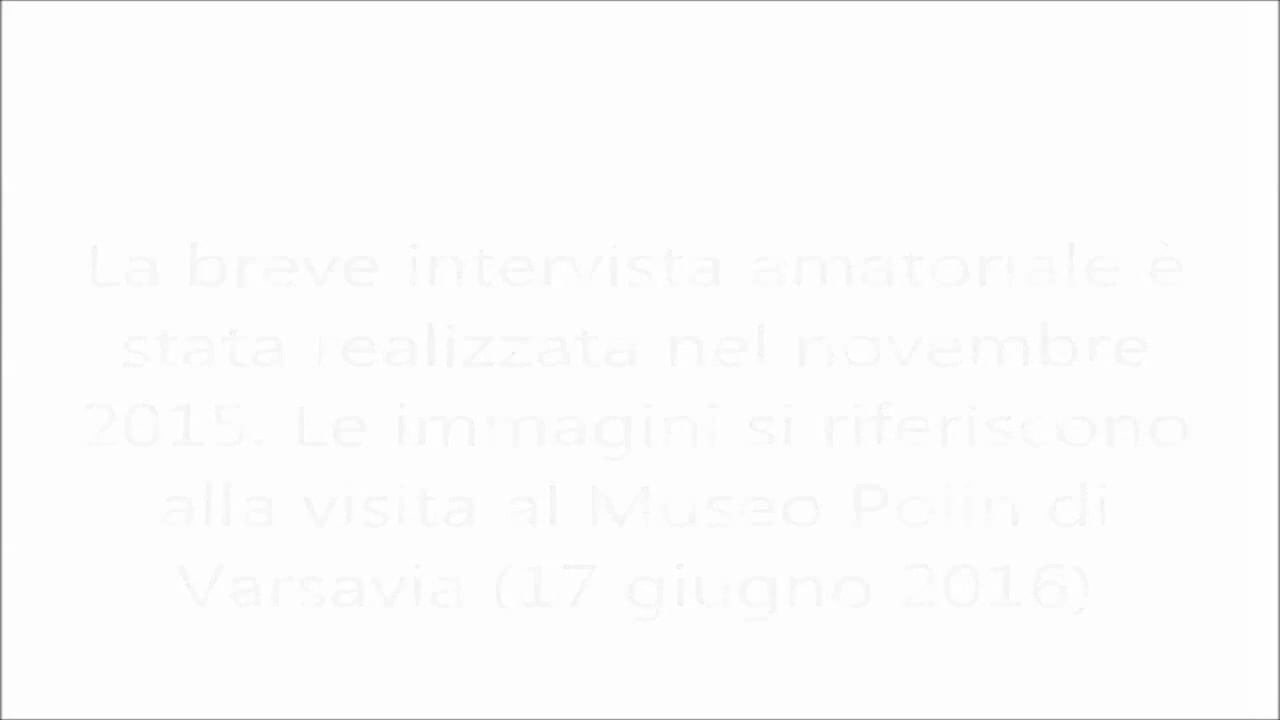 La breve intervista amatoriale è
stata realizzata nel novembre
2015. Le immagini si riferiscono
alla visita al Museo Polin di
Varsavia (17 giugno 2016)